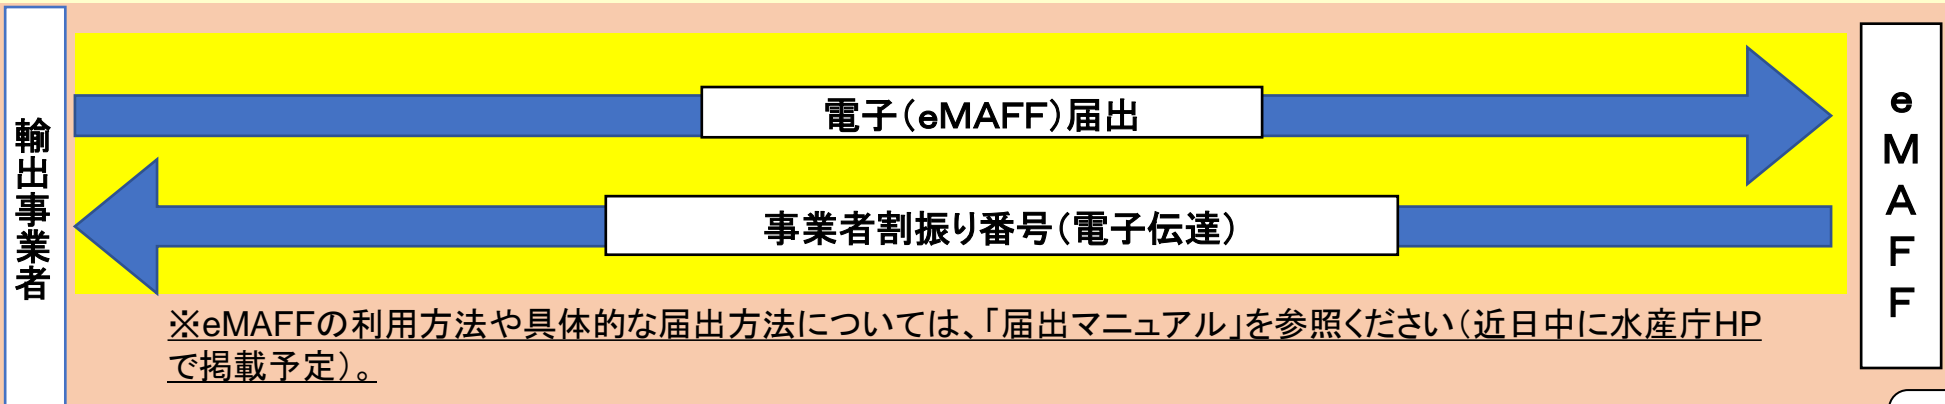 輸出事業者
電子（eMAFF）届出
事業者割振り番号（電子伝達）
eMAFF
※eMAFFの利用方法や具体的な届出方法については、「届出マニュアル」を参照ください（近日中に水産庁HP
で掲載予定）。